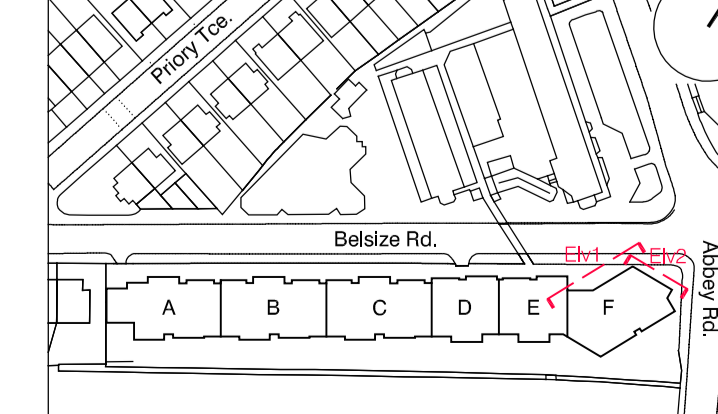 Priory Tce.
Belsize Rd.
Elv1
Elv2
Abbey Rd.
A
B
C
D
E
F